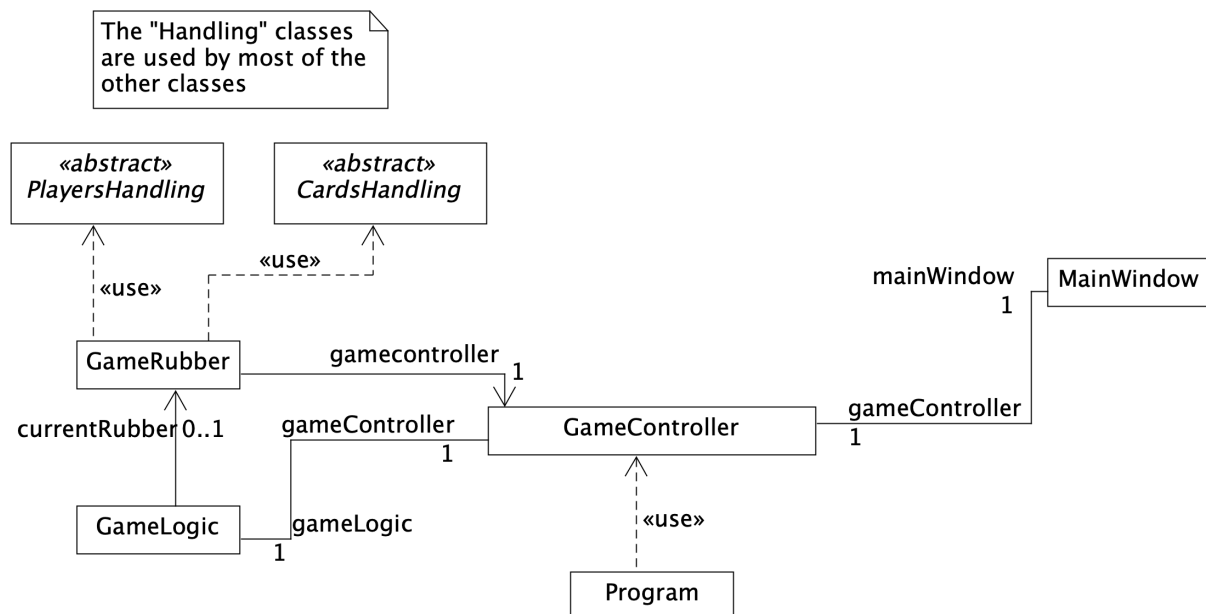 The "Handling" classes
are used by most of the
other classes
«abstract»
PlayersHandling
«abstract»
CardsHandling
«use»
«use»
mainWindow
1
MainWindow
GameRubber
gamecontroller
1
currentRubber 0..1
gameController
1
GameController
gameController
1
GameLogic
gameLogic
1
«use»
Program